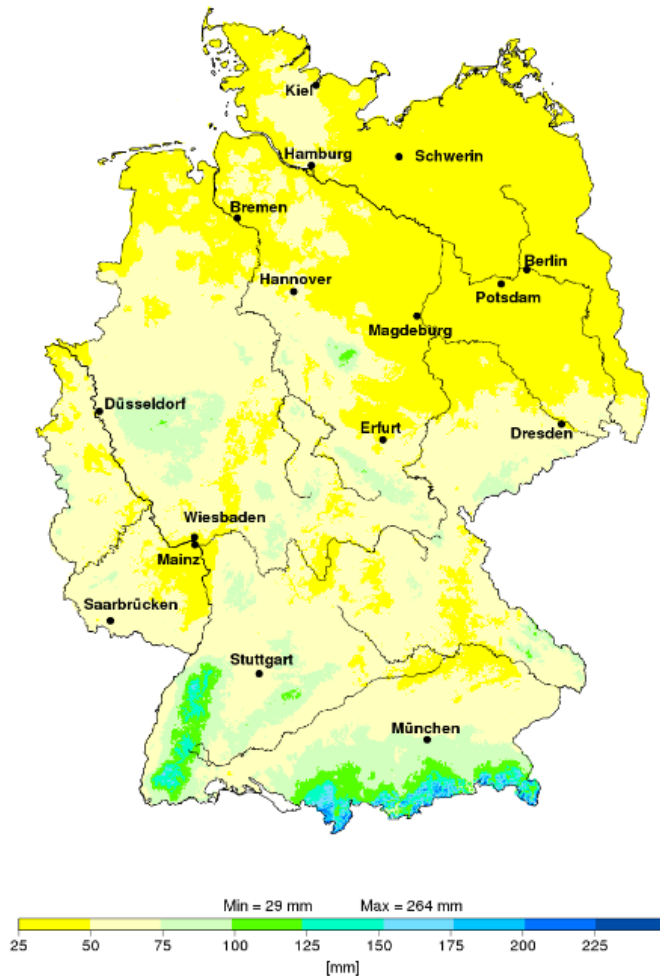 Kiel
Hamburg
Schwerin
Bremen
Berlin
Hannover
Potsdam
Magdeburg
Düsseldorf
Erfurt
Dresden
Wiesbaden
Mainz
Saarbrücken
Stuttgart
München
Min = 29 mm Max = 264 mm
25 50 75 100 125 150 175 200 225
[mm]